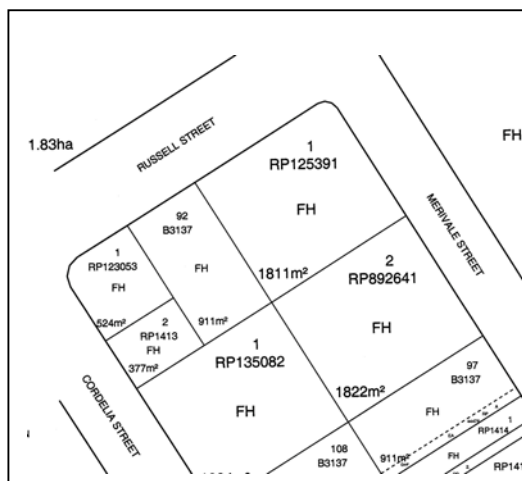 1.83ha
RUSSELL STREET
FH
1
RP125391
FH
1811m²
MERIVALE STREET
92
B3137
FH
911m²
1
RP123053
FH
524m²
2
RP1413
FH
377m²
2
RP892641
FH
1822m²
1
RP135082
FH
CORDELIA STREET
97
B3137
FH
911m²
108
B3137
1
RP1414
FH